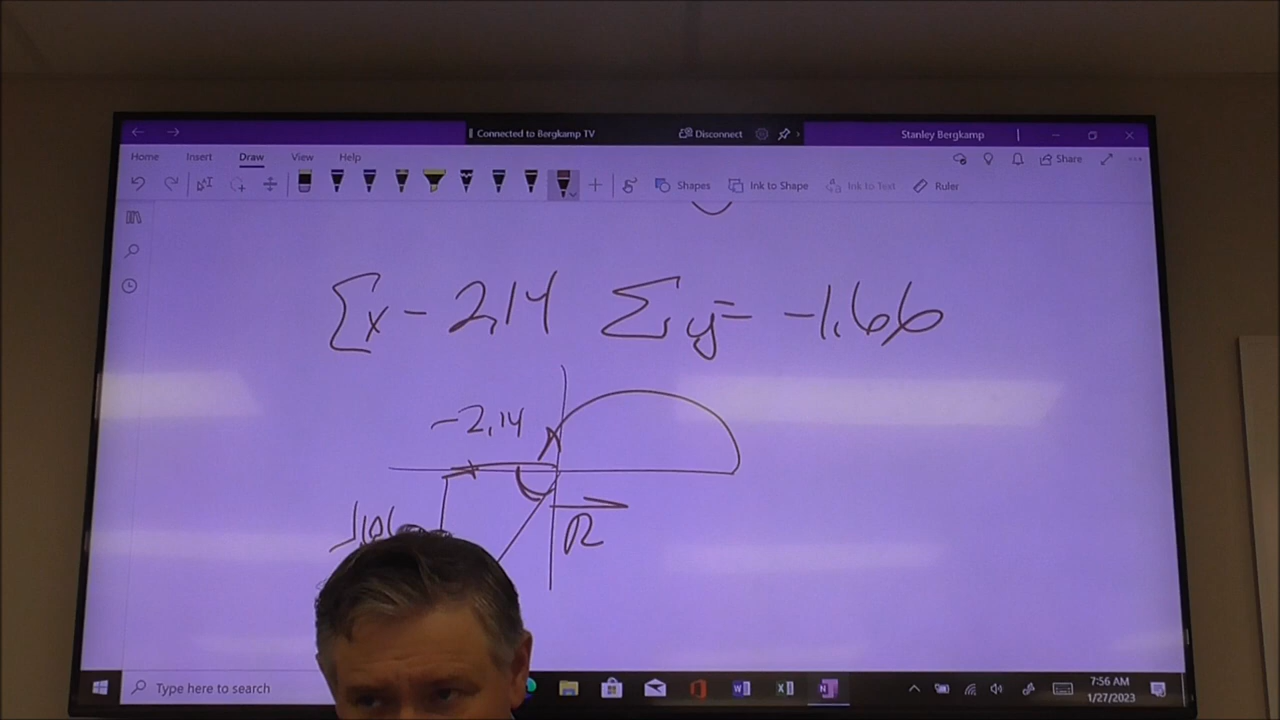 Connected to Bergkamp TV
Disconnect
Stanley Bergkamp
Home Insert Draw View Help
Share
Shapes Ink to Shape Ink to Text Ruler
Σx - 2,14 Σy = -1.66
-2,14
R
Type here to search
7:56 AM
1/27/2023